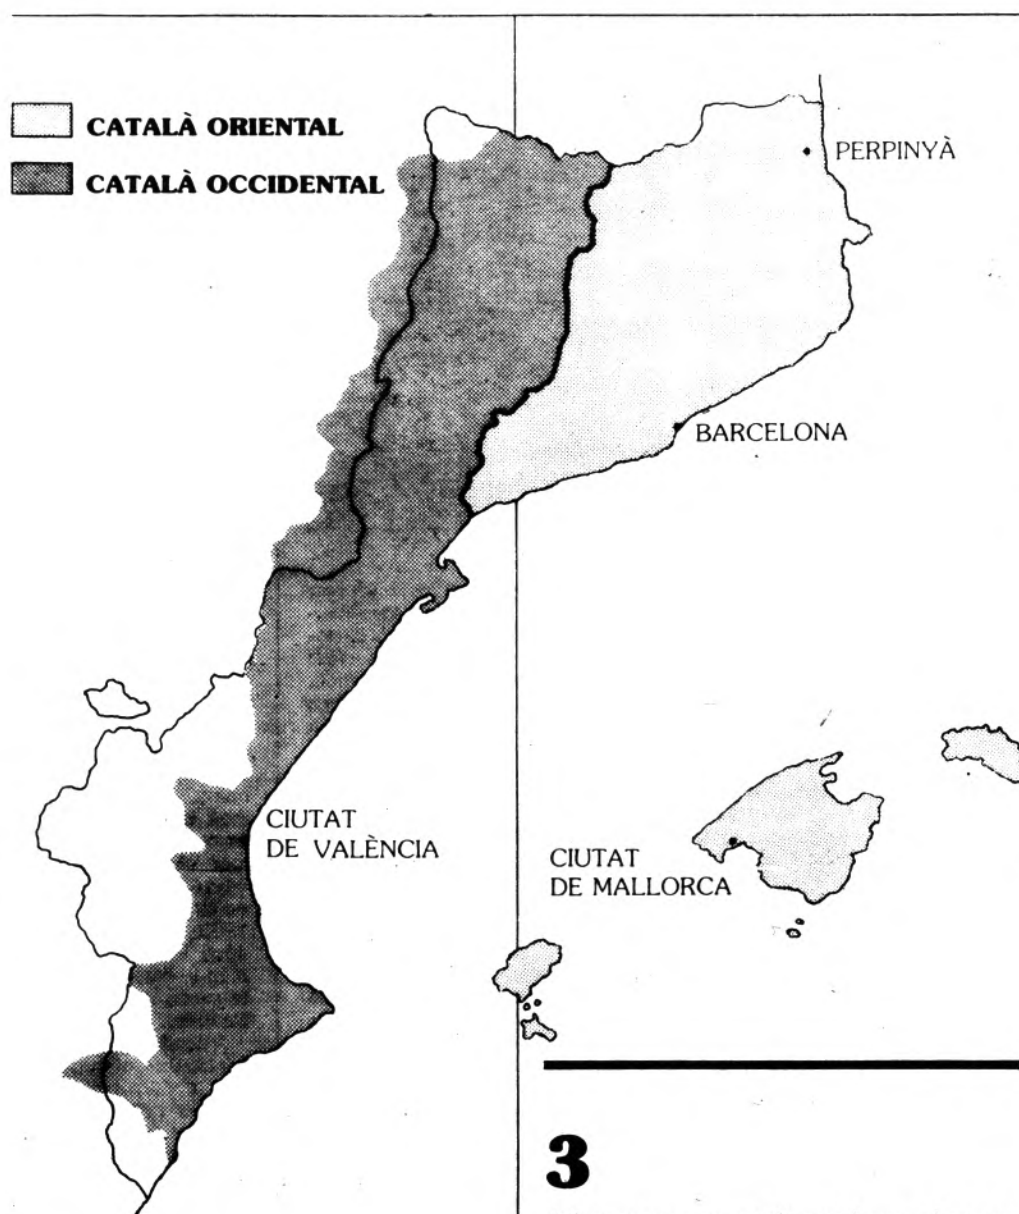 CATALÀ ORIENTAL
CATALÀ OCCIDENTAL
PERPINYÀ
BARCELONA
CIUTAT
DE VALÈNCIA
CIUTAT
DE MALLORCA
3